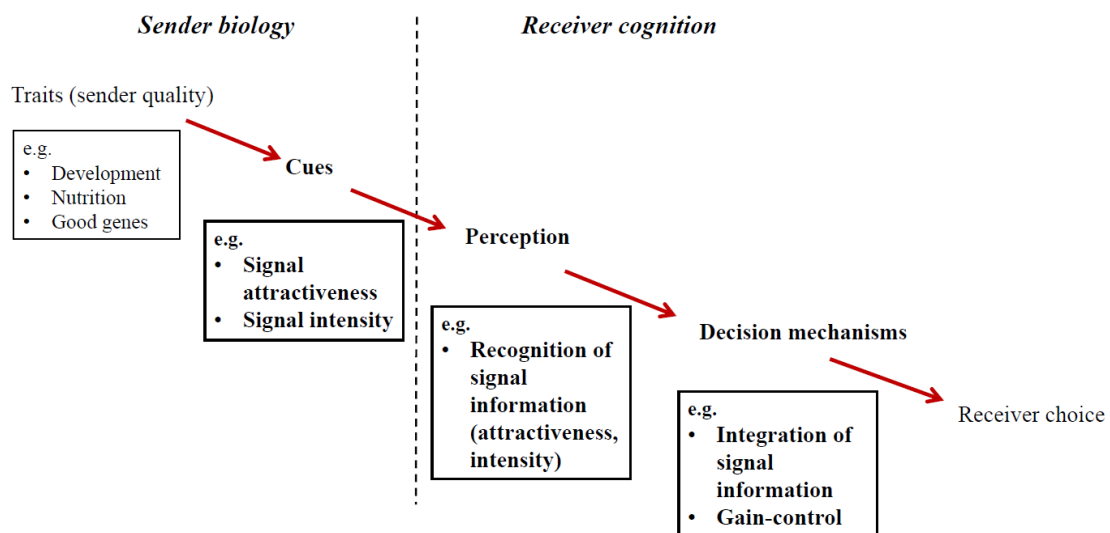 Sender biology
Receiver cognition
Traits (sender quality)
e.g.
• Development
• Nutrition
• Good genes
Cues
e.g.
• Signal
attractiveness
• Signal intensity
Perception
e.g.
• Recognition of
signal
information
(attractiveness,
intensity)
Decision mechanisms
e.g.
• Integration of
signal
information
• Gain-control
Receiver choice